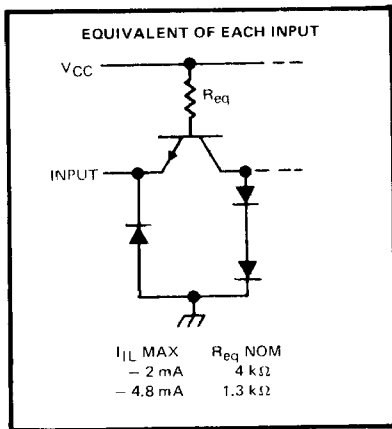 EQUIVALENT OF EACH INPUT
VCC
Req
INPUT
IIL MAX Req NOM
− 2 mA 4 kΩ
− 4.8 mA 1.3 kΩ